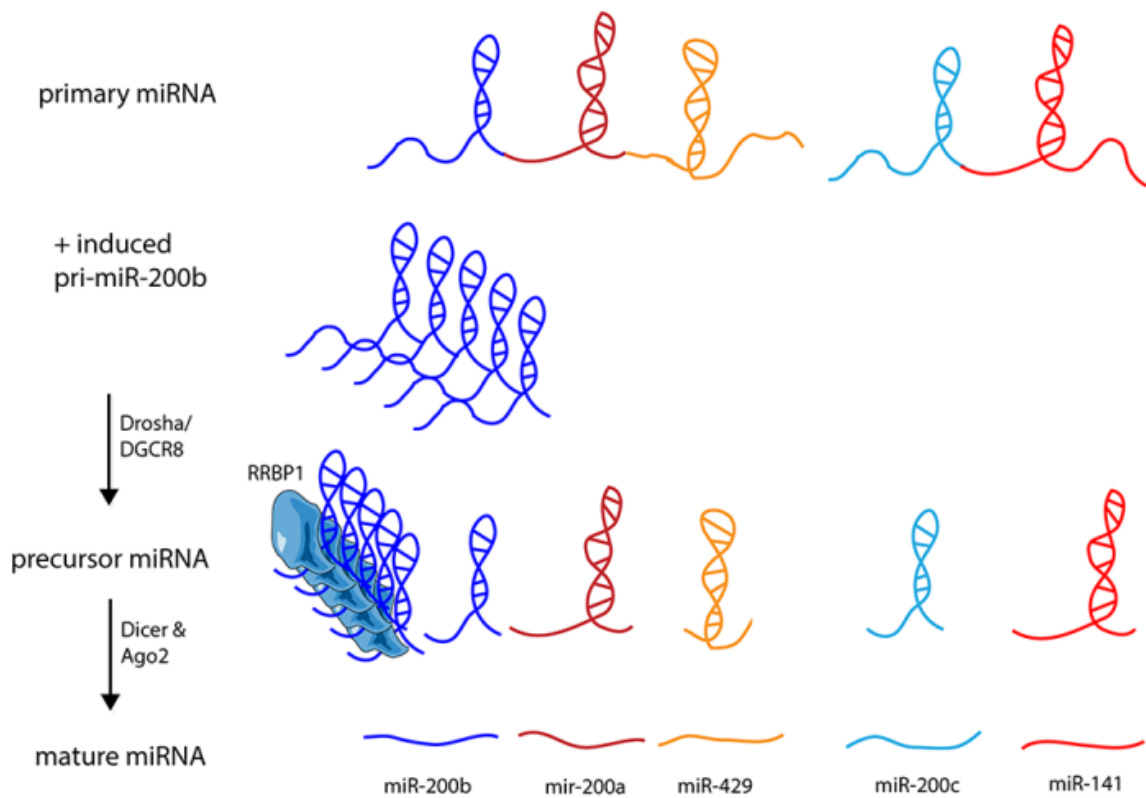 primary miRNA
+ induced
pri-miR-200b
Drosha/
DGCR8
RRBP1
precursor miRNA
Dicer &
Ago2
mature miRNA
miR-200b
mir-200a
miR-429
miR-200c
miR-141